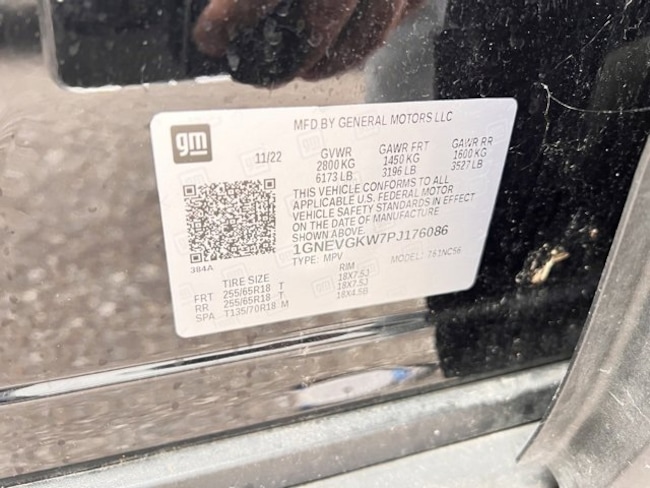 gm
MFD BY GENERAL MOTORS LLC
11/22
GVWR GAWR FRT GAWR RR
2800 KG 1450 KG 1600 KG
6173 LB 3196 LB 3527 LB
THIS VEHICLE CONFORMS TO ALL
APPLICABLE U.S. FEDERAL MOTOR
VEHICLE SAFETY STANDARDS IN EFFECT
ON THE DATE OF MANUFACTURE
SHOWN ABOVE.
1GNEVGKW7PJ176086
384A
TYPE: MPV MODEL: 1NC56
TIRE SIZE RIM
FRT 255/65R18 T 18X7.5J
RR 255/65R18 T 18X7.5J
SPA T135/70R18 M 18X4.5B